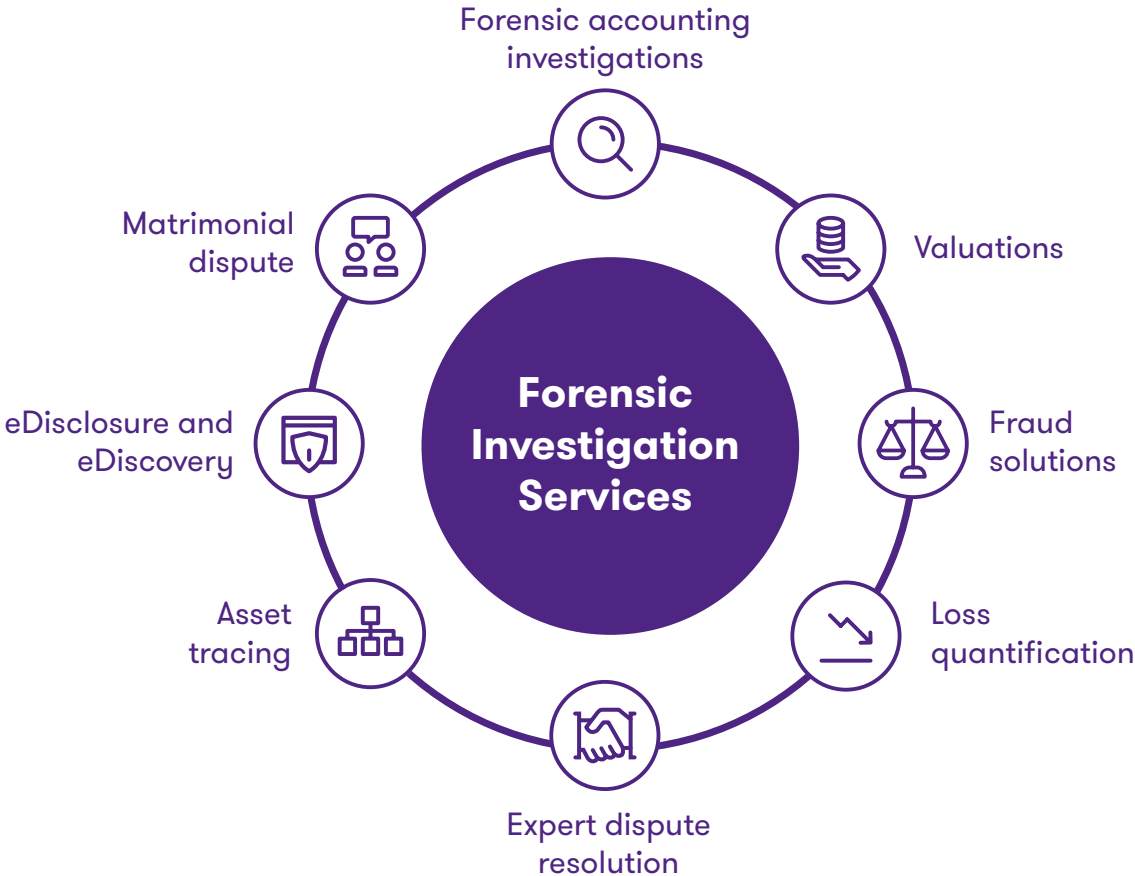 Forensic accounting
investigations
Valuations
Fraud
solutions
Loss
quantification
Expert dispute
resolution
Asset
tracing
eDisclosure and
eDiscovery
Matrimonial
dispute
Forensic
Investigation
Services